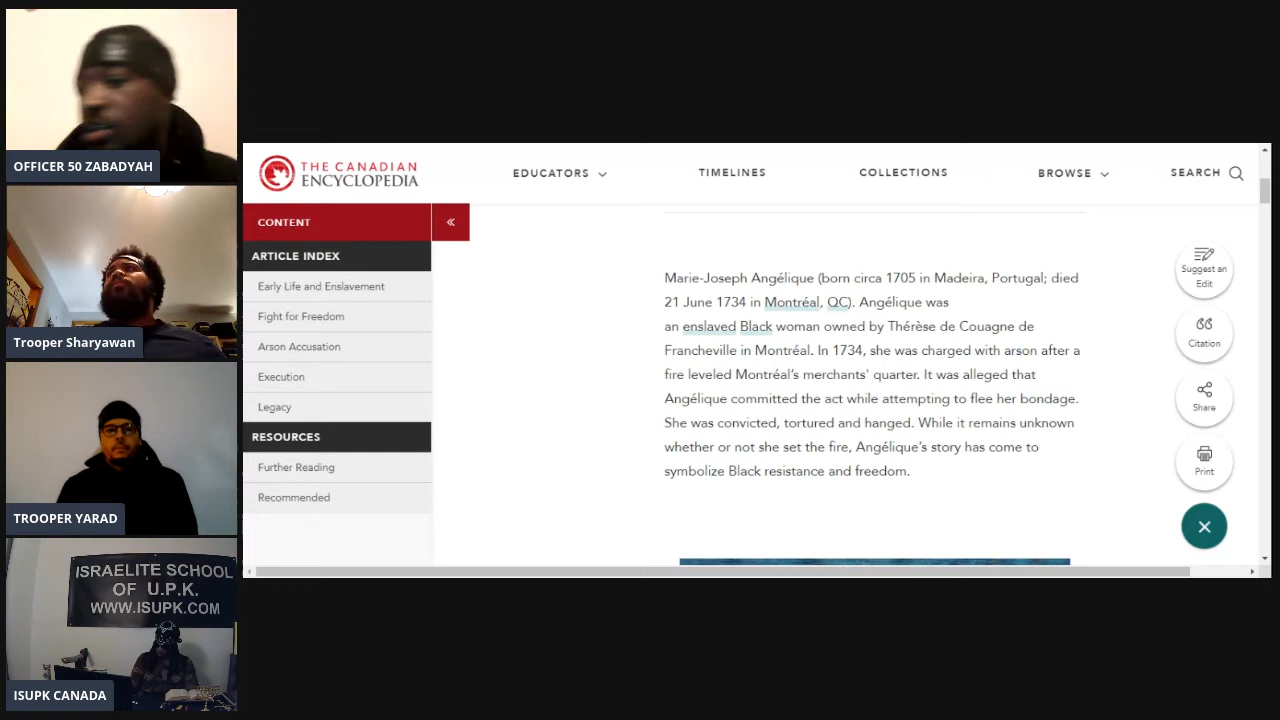 OFFICER 50 ZABADYAH
Trooper Sharyawan
TROOPER YARAD
ISRAELITE SCHOOL
OF U.P.K.
WWW.ISUPK.COM
ISUPK CANADA
THE CANADIAN
ENCYCLOPEDIA
EDUCATORS
TIMELINES
COLLECTIONS
BROWSE
SEARCH
CONTENT
«
ARTICLE INDEX
Early Life and Enslavement
Fight for Freedom
Arson Accusation
Execution
Legacy
RESOURCES
Further Reading
Recommended
Marie-Joseph Angélique (born circa 1705 in Madeira, Portugal; died
21 June 1734 in Montréal, QC). Angélique was
an enslaved Black woman owned by Thérèse de Couagne de
Francheville in Montréal. In 1734, she was charged with arson after a
fire leveled Montréal’s merchants' quarter. It was alleged that
Angélique committed the act while attempting to flee her bondage.
She was convicted, tortured and hanged. While it remains unknown
whether or not she set the fire, Angélique’s story has come to
symbolize Black resistance and freedom.
Suggest an
Edit
Citation
Share
Print